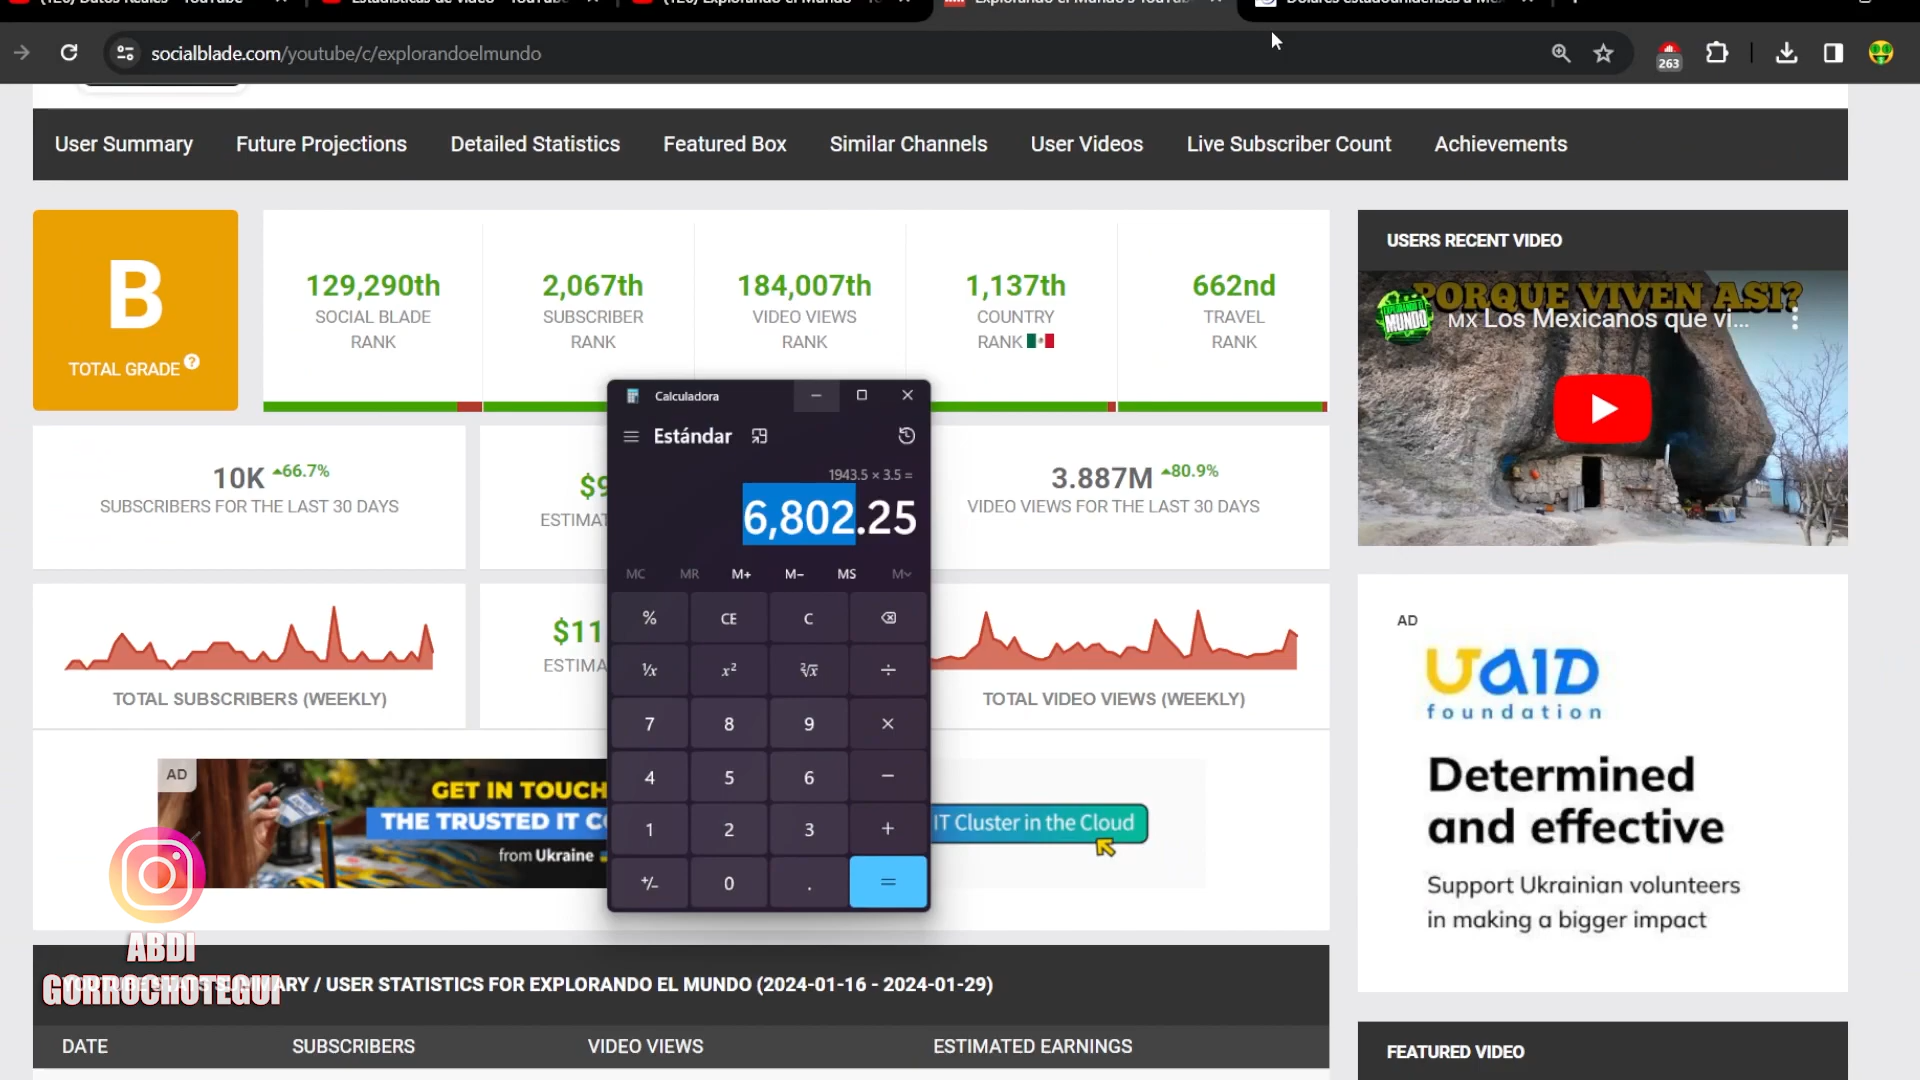 socialblade.com/youtube/c/explorandoelmundo
263
User Summary
Future Projections
Detailed Statistics
Featured Box
Similar Channels
User Videos
Live Subscriber Count
Achievements
B
TOTAL GRADE ?
129,290th
SOCIAL BLADE
RANK
2,067th
SUBSCRIBER
RANK
184,007th
VIDEO VIEWS
RANK
1,137th
COUNTRY
RANK
662nd
TRAVEL
RANK
10K 66.7%
SUBSCRIBERS FOR THE LAST 30 DAYS
3.887M 80.9%
VIDEO VIEWS FOR THE LAST 30 DAYS
TOTAL SUBSCRIBERS (WEEKLY)
$11
TOTAL VIDEO VIEWS (WEEKLY)
Calculadora
Estándar
1943.5 × 3.5 =
6,802.25
MC MR M+ M− MS M
% CE C
¹/x x² ²√x ÷
7 8 9 ×
4 5 6 −
1 2 3 +
+/− 0 . =
AD
GET IN TOUCH
THE TRUSTED IT
from Ukraine
IT Cluster in the Cloud
USERS RECENT VIDEO
PORQUE VIVEN ASI?
EXPLORANDO EL
MUNDO
MX Los Mexicanos que vi...
AD
UAID
foundation
Determined
and effective
Support Ukrainian volunteers
in making a bigger impact
FEATURED VIDEO
ABDI
GORROCHOTEGUI
YOUTUBE STATS SUMMARY / USER STATISTICS FOR EXPLORANDO EL MUNDO (2024-01-16 - 2024-01-29)
DATE
SUBSCRIBERS
VIDEO VIEWS
ESTIMATED EARNINGS